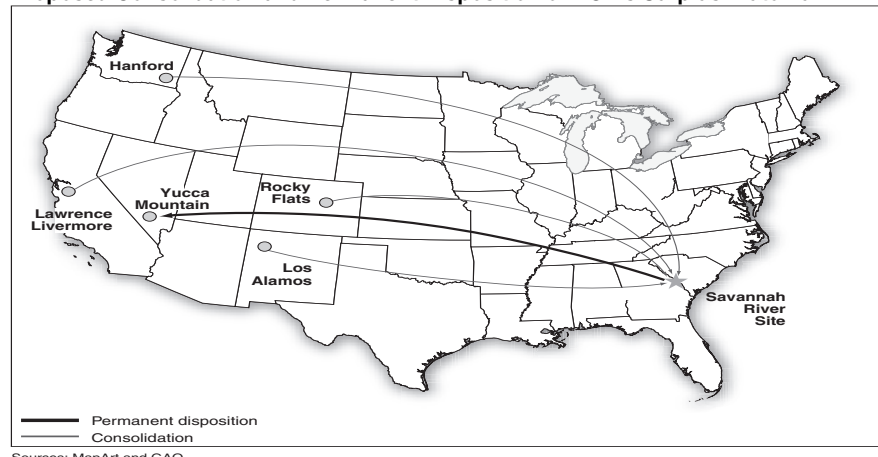 Hanford
Yucca
Mountain
Rocky
Flats
Lawrence
Livermore
Los
Alamos
Savannah
River
Site
Permanent disposition
Consolidation